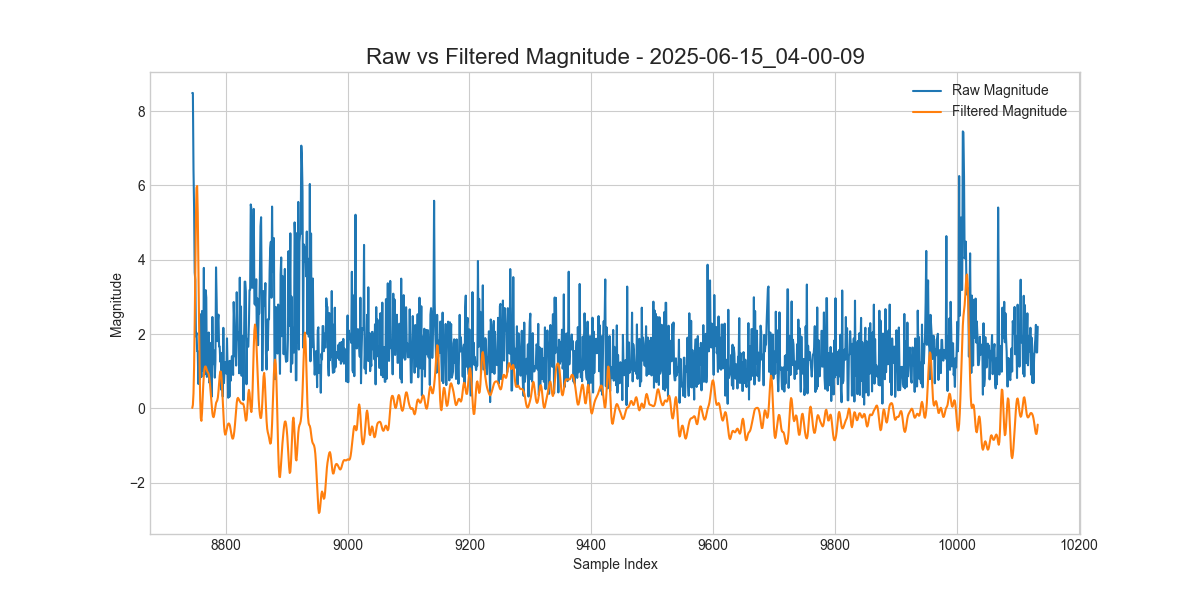 Raw vs Filtered Magnitude - 2025-06-15_04-00-09
Raw Magnitude
Filtered Magnitude
Magnitude
8
6
4
2
0
−2
8800 9000 9200 9400 9600 9800 10000 10200
Sample Index